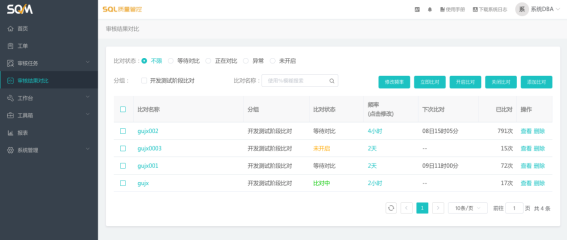 SQM
SQL质量管控
使用手册
下载系统日志
系统DBA
首页
工单
审核任务
审核结果对比
工作台
工具箱
报表
系统管理
审核结果对比
比对状态: 不限 等待对比 正在对比 异常 未开启
分组: 开发测试阶段比对 比对名称:
修改频率 立即比对 开启比对 关闭比对 添加比对
比对名称 分组 比对状态 频率(点击修改) 下次比对 已比对 操作
gujx002 开发测试阶段比对 等待对比 4小时 08日15时05分 791次 查看 删除
gujx0003 开发测试阶段比对 未开启 2天 -- 15次 查看 删除
gujx001 开发测试阶段比对 等待对比 2天 09日11时00分 72次 查看 删除
gujx 开发测试阶段比对 比对中 2小时 -- 17次 查看 删除
1 10条/页 前往 1 页 共 4 条